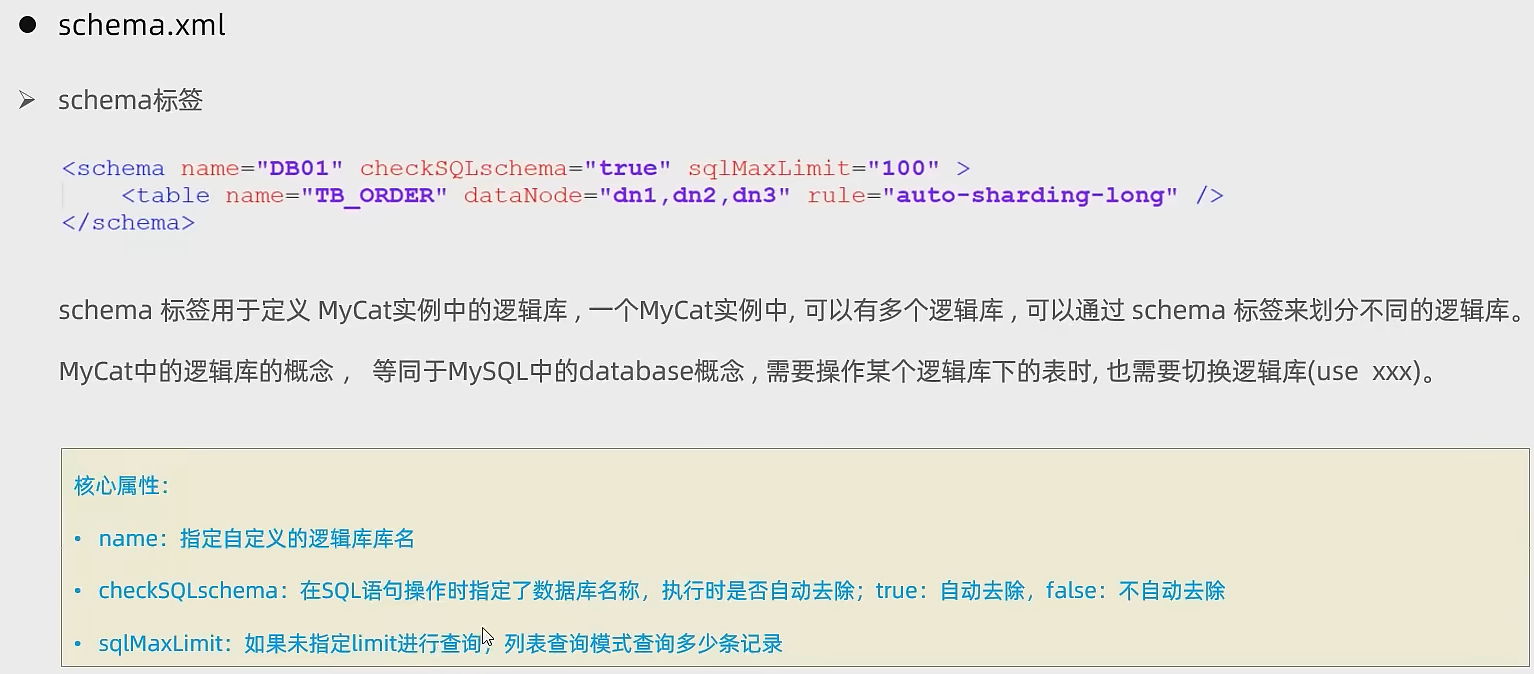 schema.xml
schema标签
<schema name="DB01" checkSQLschema="true" sqlMaxLimit="100" >
<table name="TB_ORDER" dataNode="dn1,dn2,dn3" rule="auto-sharding-long" />
</schema>
schema 标签用于定义 MyCat实例中的逻辑库 , 一个MyCat实例中, 可以有多个逻辑库 , 可以通过 schema 标签来划分不同的逻辑库。
MyCat中的逻辑库的概念 ， 等同于MySQL中的database概念 , 需要操作某个逻辑库下的表时, 也需要切换逻辑库(use xxx)。
核心属性：
• name：指定自定义的逻辑库库名
• checkSQLschema：在SQL语句操作时指定了数据库名称，执行时是否自动去除；true：自动去除，false：不自动去除
• sqlMaxLimit：如果未指定limit进行查询，列表查询模式查询多少条记录